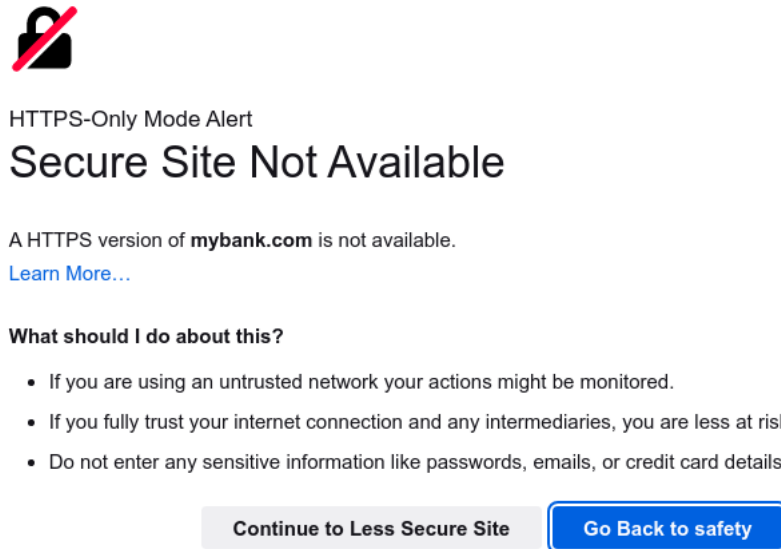 HTTPS-Only Mode Alert
Secure Site Not Available
A HTTPS version of mybank.com is not available.
Learn More…
What should I do about this?
• If you are using an untrusted network your actions might be monitored.
• If you fully trust your internet connection and any intermediaries, you are less at
• Do not enter any sensitive information like passwords, emails, or credit card details
Continue to Less Secure Site
Go Back to safety